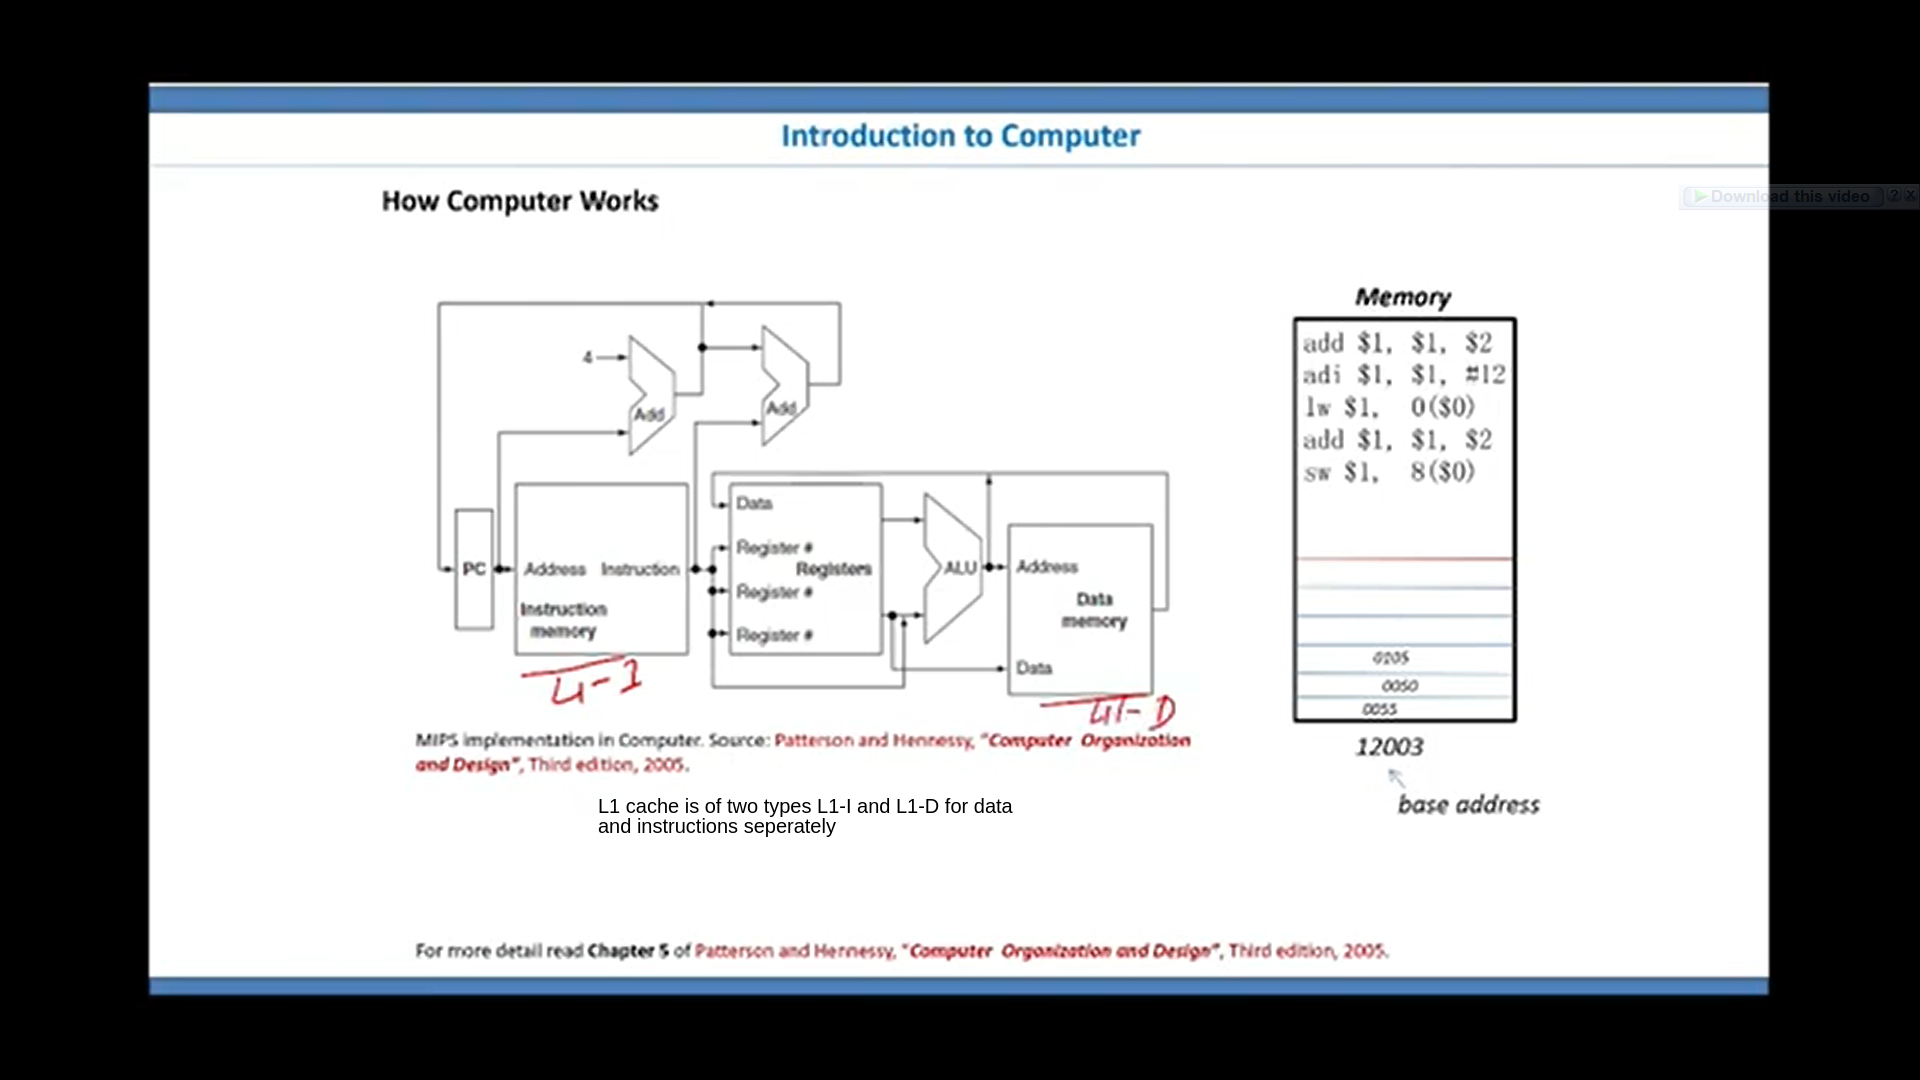 Introduction to Computer
How Computer Works
Download this video ? X
Memory
add $1, $1, $2
adi $1, $1, #12
lw $1, 0($0)
add $1, $1, $2
sw $1, 8($0)
0205
0050
0055
12003
base address
4
Add
Add
PC
Address Instruction
Instruction
memory
Data
Register #
Registers
Register #
Register #
ALU
Address
Data
memory
Data
L1-I
L1-D
MIPS implementation in Computer. Source: Patterson and Hennessy, "Computer Organization
and Design", Third edition, 2005.
L1 cache is of two types L1-I and L1-D for data
and instructions seperately
For more detail read Chapter 5 of Patterson and Hennessy, "Computer Organization and Design", Third edition, 2005.